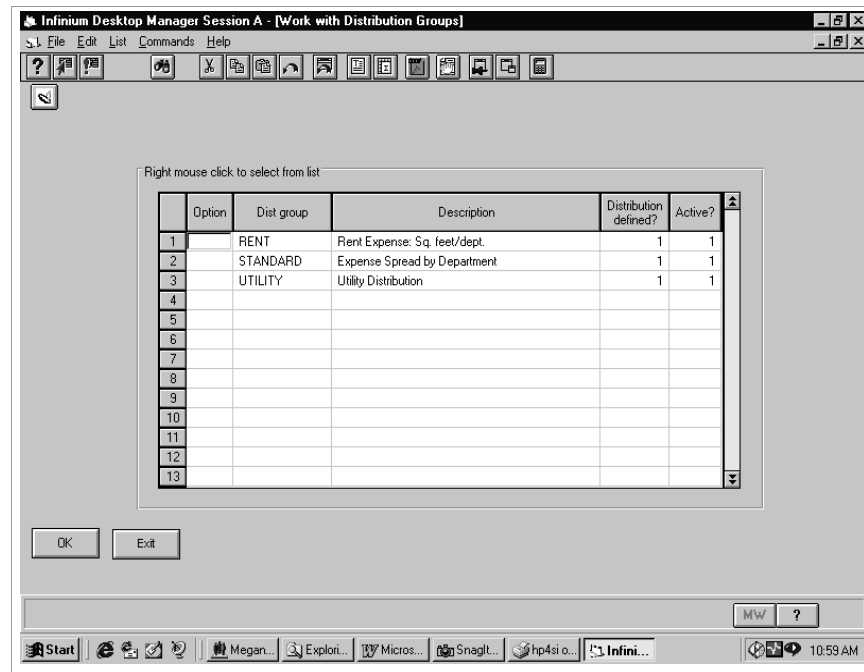 Infinium Desktop Manager Session A - [Work with Distribution Groups]
File Edit List Commands Help
Right mouse click to select from list
Option Dist group Description Distribution defined? Active?
1 RENT Rent Expense: Sq. feet/dept. 1 1
2 STANDARD Expense Spread by Department 1 1
3 UTILITY Utility Distribution 1 1
4
5
6
7
8
9
10
11
12
13
OK Exit
MW ?
Start Megan... Explori... Micros... SnagIt... hp4si o... Infini... 10:59 AM